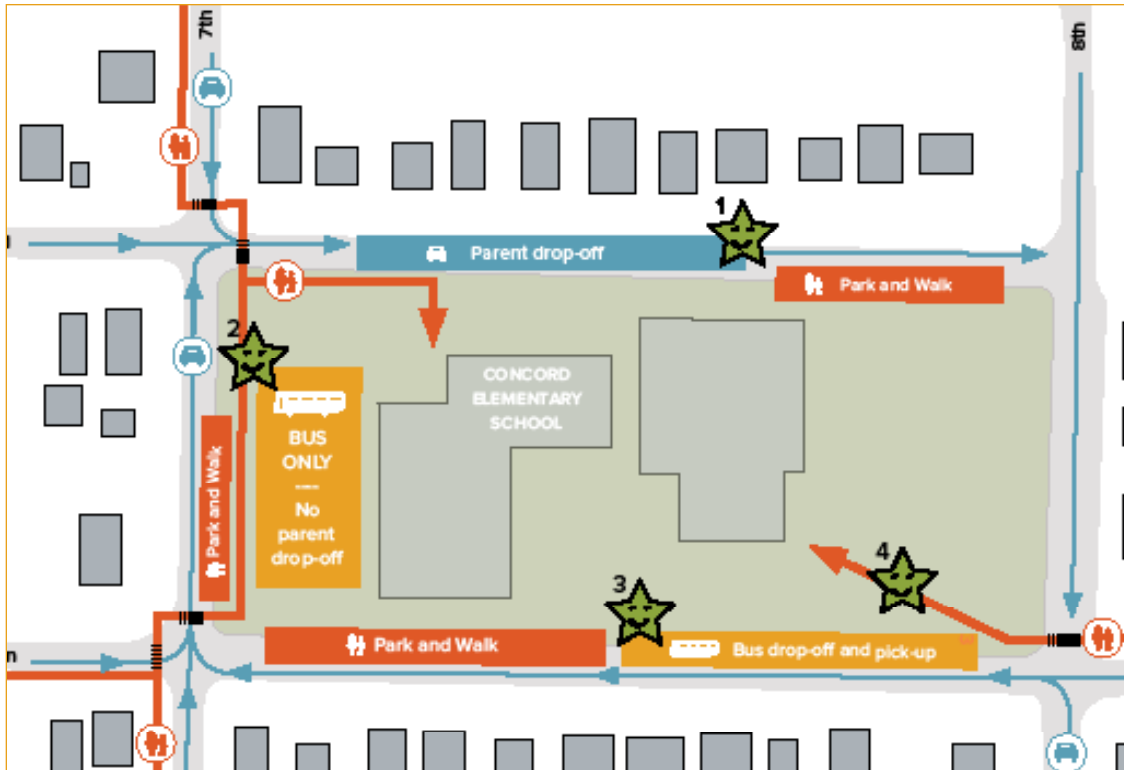 7th
8th
1
Parent drop-off
Park and Walk
2
CONCORD
ELEMENTARY
SCHOOL
BUS
ONLY
----
No
parent
drop-off
Park and Walk
3
4
Park and Walk
Bus drop-off and pick-up
n